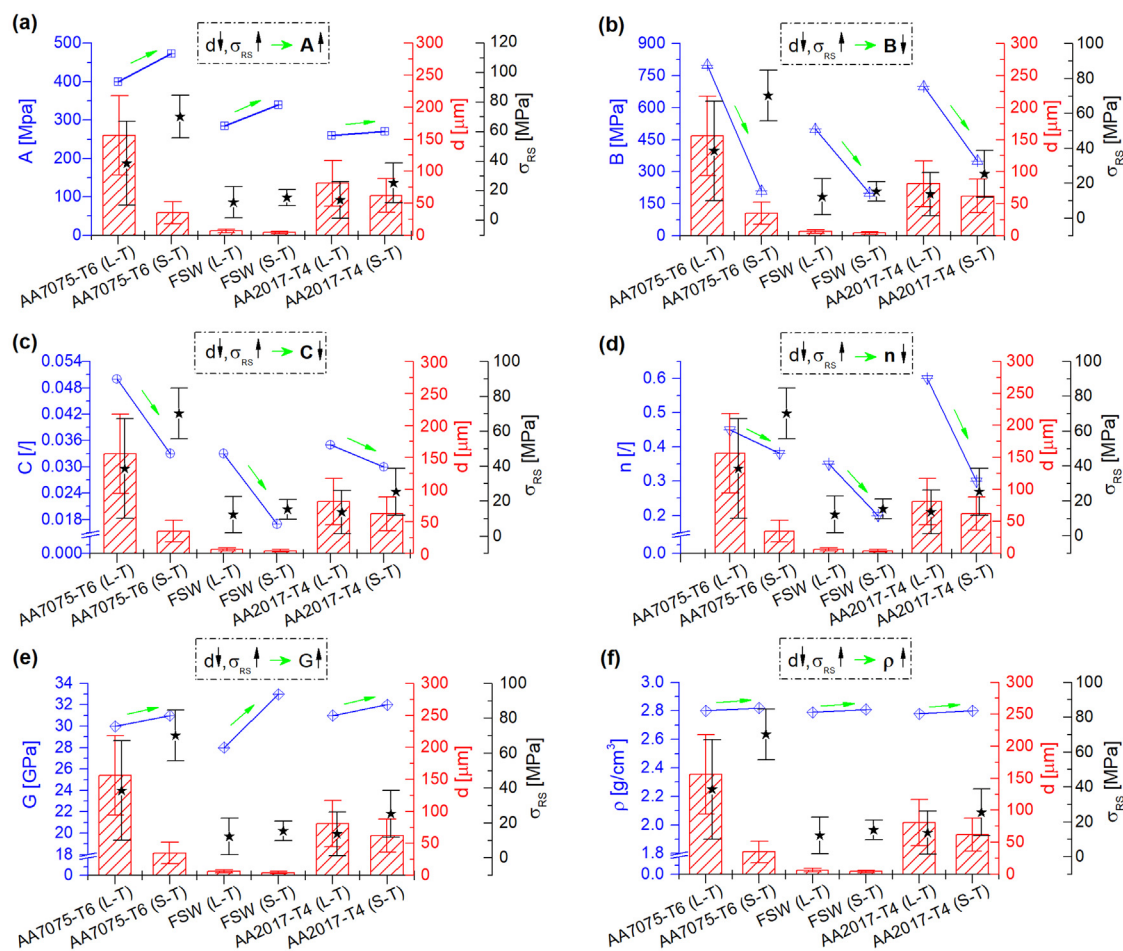 (a)
d↓, σRS ↑ → A↑
A [Mpa]
500
400
300
200
100
0
300
250
200
150
100
50
0
d [μm]
120
100
80
60
40
20
0
σRS [MPa]
AA7075-T6 (L-T)
AA7075-T6 (S-T)
FSW (L-T)
FSW (S-T)
AA2017-T4 (L-T)
AA2017-T4 (S-T)
(b)
d↓, σRS ↑ → B↓
B [MPa]
900
750
600
450
300
150
0
300
250
200
150
100
50
0
d [μm]
100
80
60
40
20
0
σRS [MPa]
AA7075-T6 (L-T)
AA7075-T6 (S-T)
FSW (L-T)
FSW (S-T)
AA2017-T4 (L-T)
AA2017-T4 (S-T)
(c)
d↓, σRS ↑ → C↓
C [/]
0.054
0.048
0.042
0.036
0.030
0.024
0.018
0.000
300
250
200
150
100
50
0
d [μm]
100
80
60
40
20
0
σRS [MPa]
AA7075-T6 (L-T)
AA7075-T6 (S-T)
FSW (L-T)
FSW (S-T)
AA2017-T4 (L-T)
AA2017-T4 (S-T)
(d)
d↓, σRS ↑ → n↓
n [/]
0.6
0.5
0.4
0.3
0.2
0.0
300
250
200
150
100
50
0
d [μm]
100
80
60
40
20
0
σRS [MPa]
AA7075-T6 (L-T)
AA7075-T6 (S-T)
FSW (L-T)
FSW (S-T)
AA2017-T4 (L-T)
AA2017-T4 (S-T)
(e)
d↓, σRS ↑ → G↑
G [GPa]
34
32
30
28
26
24
22
20
18
0
300
250
200
150
100
50
0
d [μm]
100
80
60
40
20
0
σRS [MPa]
AA7075-T6 (L-T)
AA7075-T6 (S-T)
FSW (L-T)
FSW (S-T)
AA2017-T4 (L-T)
AA2017-T4 (S-T)
(f)
d↓, σRS ↑ → ρ ↑
ρ [g/cm³]
3.0
2.8
2.6
2.4
2.2
2.0
1.8
0.0
300
250
200
150
100
50
0
d [μm]
100
80
60
40
20
0
σRS [MPa]
AA7075-T6 (L-T)
AA7075-T6 (S-T)
FSW (L-T)
FSW (S-T)
AA2017-T4 (L-T)
AA2017-T4 (S-T)